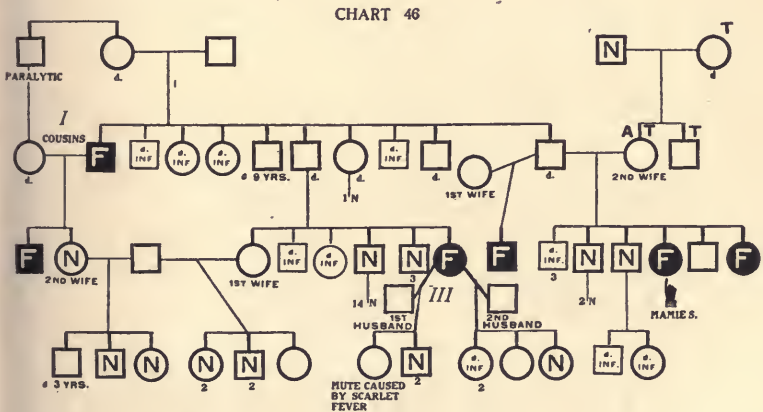 CHART 46
N T
PARALYTIC d. d
I
I A T T
COUSINS F d. INF. d. INF. d. INF. d. INF.
d. d 9 YRS. d. d. d. 1ST WIFE d. 2ND WIFE
1 N
F N d. INF. d. INF. N N F F d. INF. N N F F
2ND WIFE 1ST WIFE 3 3
14 N III 2 N
1ST HUSBAND 2ND HUSBAND MAMIE S.
N N N N N d. INF. N d. INF. d. INF.
d 3 YRS. 2 2 2 2
MUTE CAUSED
BY SCARLET
FEVER